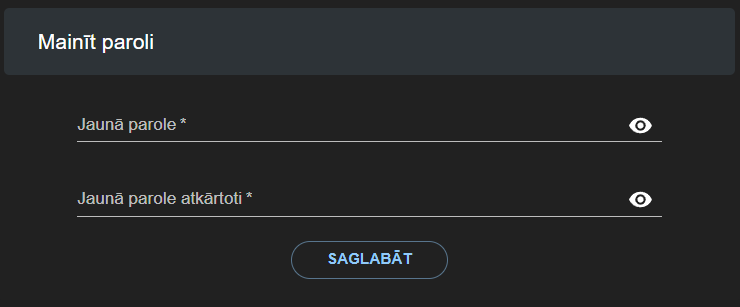 Mainīt paroli
Jaunā parole *
Jaunā parole atkārtoti *
SAGLABĀT